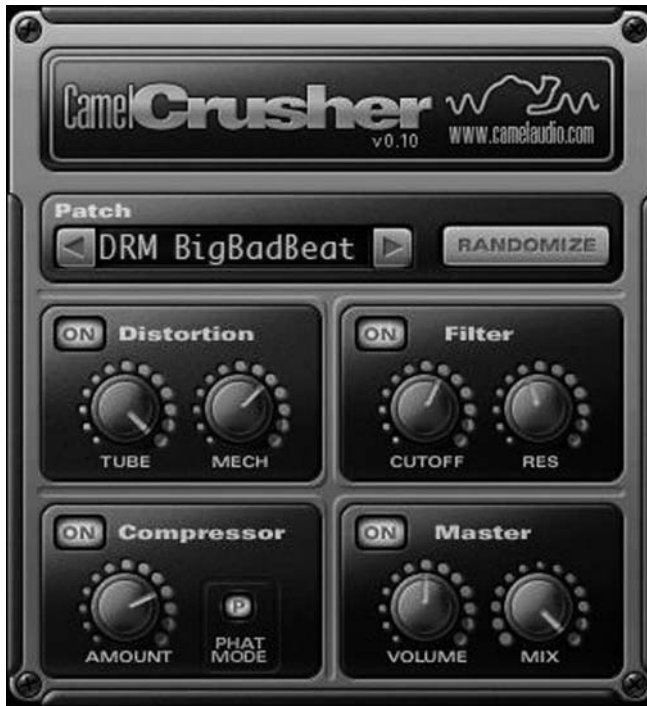 CamelCrusher
v0.10
www.camelaudio.com
Patch
DRM BigBadBeat
RANDOMIZE
ON Distortion
TUBE MECH
ON Filter
CUTOFF RES
ON Compressor
AMOUNT
P
PHAT
MODE
ON Master
VOLUME MIX